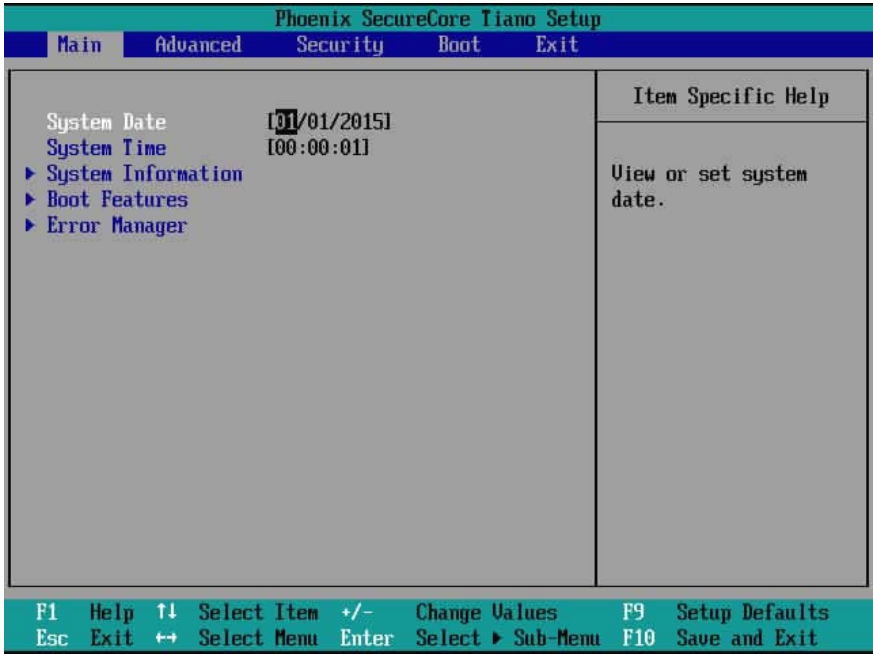 Phoenix SecureCore Tiano Setup
Main Advanced Security Boot Exit
Item Specific Help
System Date [01/01/2015]
System Time [00:00:01]
▶ System Information
▶ Boot Features
▶ Error Manager
View or set system
date.
F1 Help ↑↓ Select Item +/- Change Values F9 Setup Defaults
Esc Exit ↔ Select Menu Enter Select ▶ Sub-Menu F10 Save and Exit